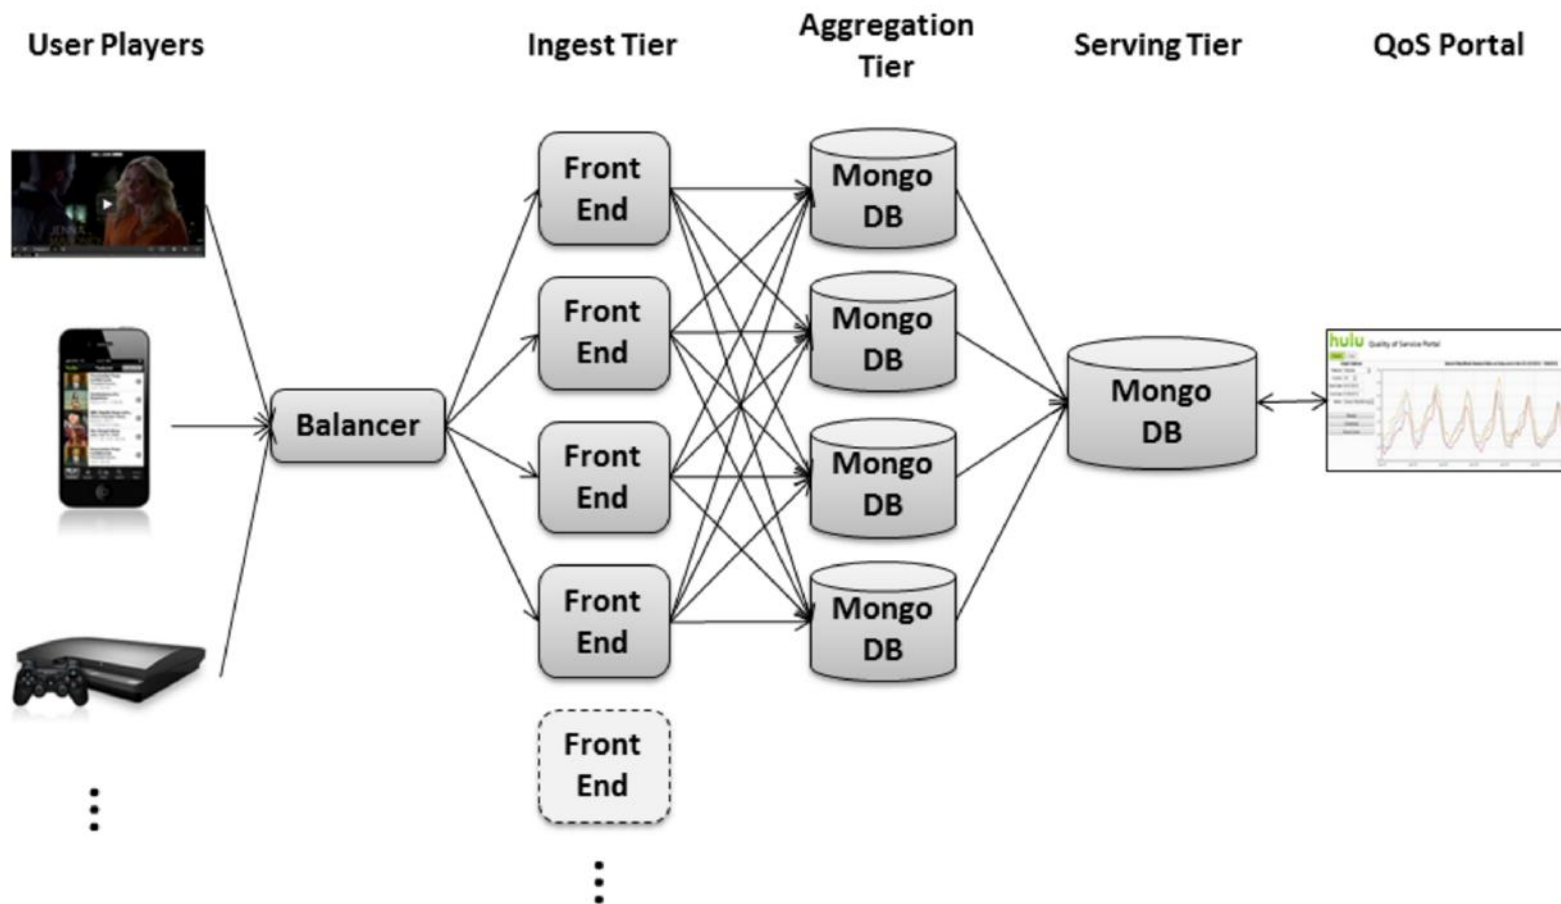 User Players
Ingest Tier
Aggregation
Tier
Serving Tier
QoS Portal
Front
End
Front
End
Front
End
Front
End
Front
End
Balancer
Mongo
DB
Mongo
DB
Mongo
DB
Mongo
DB
Mongo
DB
JENNA
hulu Quality of Service Portal